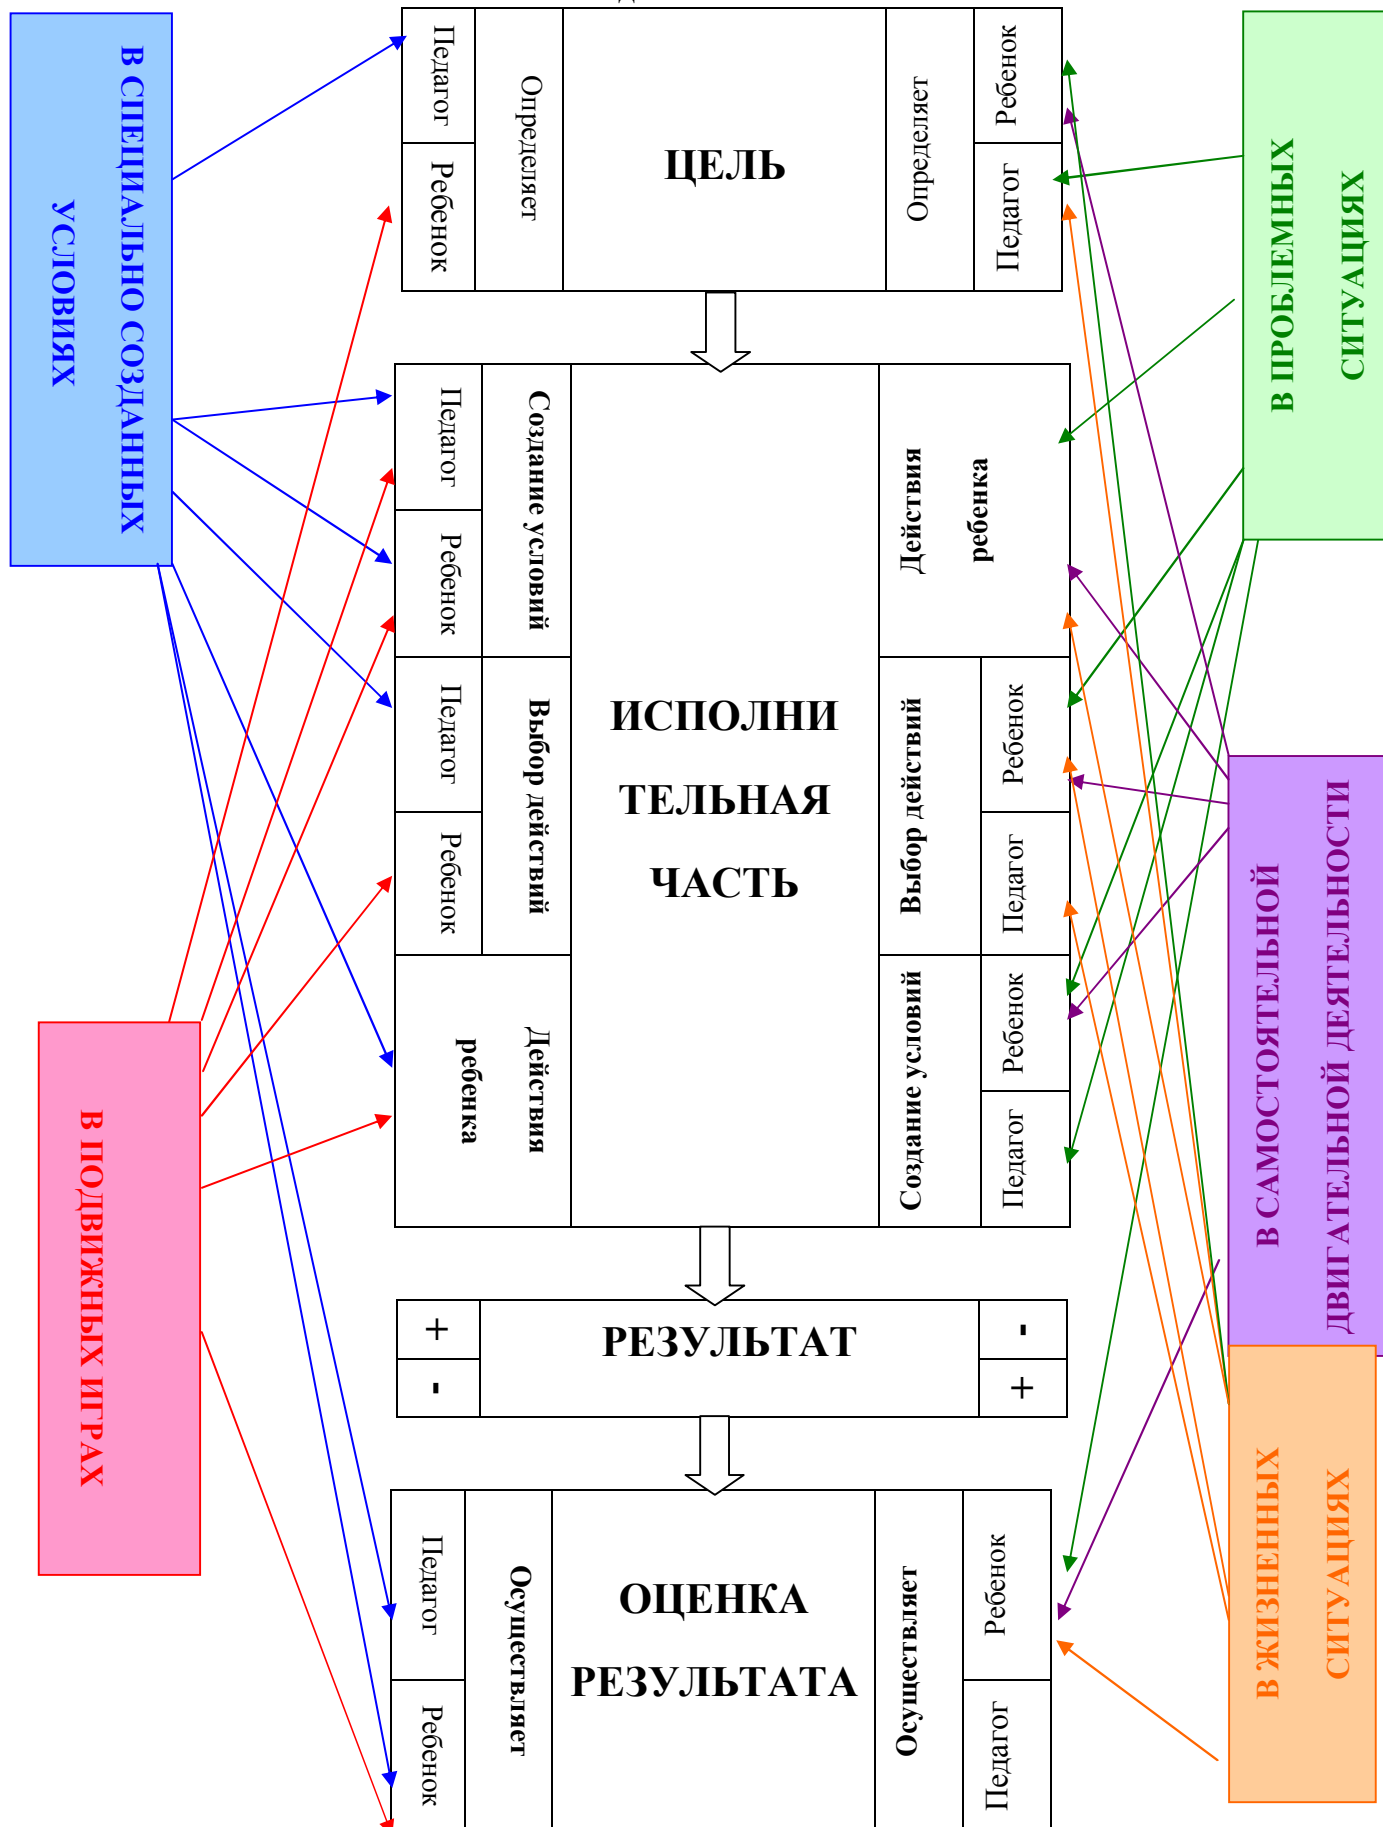 В СПЕЦИАЛЬНО СОЗДАННЫХ
УСЛОВИЯХ
В ПОДВИЖНЫХ ИГРАХ
Педагог
Ребенок
Определяет
ЦЕЛЬ
Определяет
Ребенок
Педагог
Педагог
Ребенок
Создание условий
Педагог
Ребенок
Выбор действий
Действия
ребенка
ИСПОЛНИ
ТЕЛЬНАЯ
ЧАСТЬ
Действия
ребенка
Выбор действий
Ребенок
Педагог
Создание условий
Ребенок
Педагог
+
-
РЕЗУЛЬТАТ
-
+
Педагог
Ребенок
Осуществляет
ОЦЕНКА
РЕЗУЛЬТАТА
Осуществляет
Ребенок
Педагог
В ПРОБЛЕМНЫХ
СИТУАЦИЯХ
В САМОСТОЯТЕЛЬНОЙ
ДВИГАТЕЛЬНОЙ ДЕЯТЕЛЬНОСТИ
В ЖИЗНЕННЫХ
СИТУАЦИЯХ